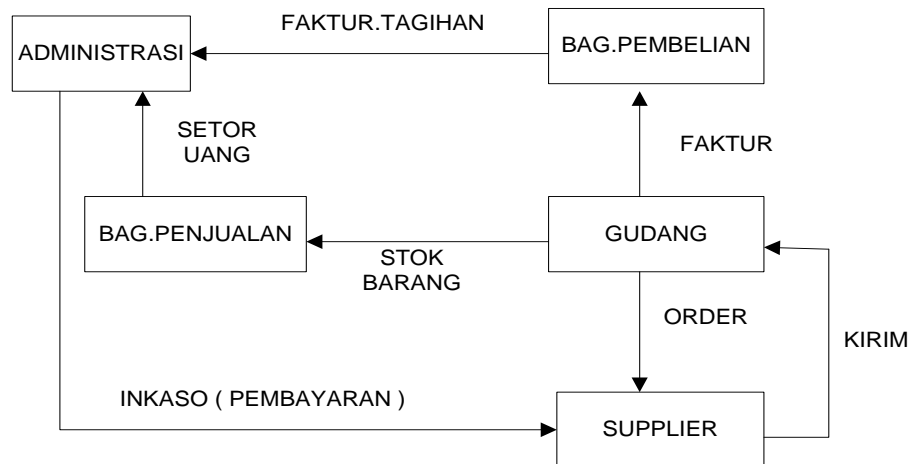 FAKTUR.TAGIHAN
ADMINISTRASI
BAG.PEMBELIAN
SETOR
UANG
FAKTUR
BAG.PENJUALAN
STOK
BARANG
GUDANG
ORDER
KIRIM
INKASO ( PEMBAYARAN )
SUPPLIER